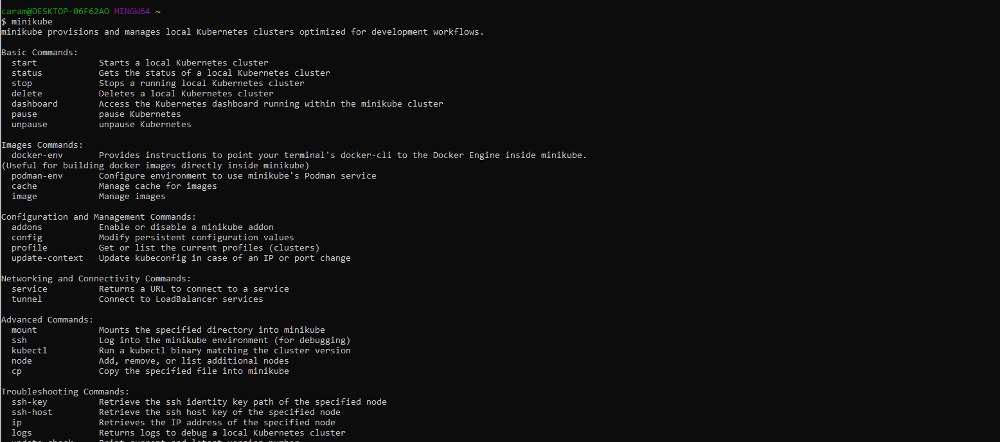 caram@DESKTOP-06F62AO MINGW64 ~
$ minikube
minikube provisions and manages local Kubernetes clusters optimized for development workflows.

Basic Commands:
  start            Starts a local Kubernetes cluster
  status           Gets the status of a local Kubernetes cluster
  stop             Stops a running local Kubernetes cluster
  delete           Deletes a local Kubernetes cluster
  dashboard        Access the Kubernetes dashboard running within the minikube cluster
  pause            pause Kubernetes
  unpause          unpause Kubernetes

Images Commands:
  docker-env       Provides instructions to point your terminal's docker-cli to the Docker Engine inside minikube.
(Useful for building docker images directly inside minikube)
  podman-env       Configure environment to use minikube's Podman service
  cache            Manage cache for images
  image            Manage images

Configuration and Management Commands:
  addons           Enable or disable a minikube addon
  config           Modify persistent configuration values
  profile          Get or list the current profiles (clusters)
  update-context   Update kubeconfig in case of an IP or port change

Networking and Connectivity Commands:
  service          Returns a URL to connect to a service
  tunnel           Connect to LoadBalancer services

Advanced Commands:
  mount            Mounts the specified directory into minikube
  ssh              Log into the minikube environment (for debugging)
  kubectl          Run a kubectl binary matching the cluster version
  node             Add, remove, or list additional nodes
  cp               Copy the specified file into minikube

Troubleshooting Commands:
  ssh-key          Retrieve the ssh identity key path of the specified node
  ssh-host         Retrieve the ssh host key of the specified node
  ip               Retrieves the IP address of the specified node
  logs             Returns logs to debug a local Kubernetes cluster
  update-check     Print current and latest version number